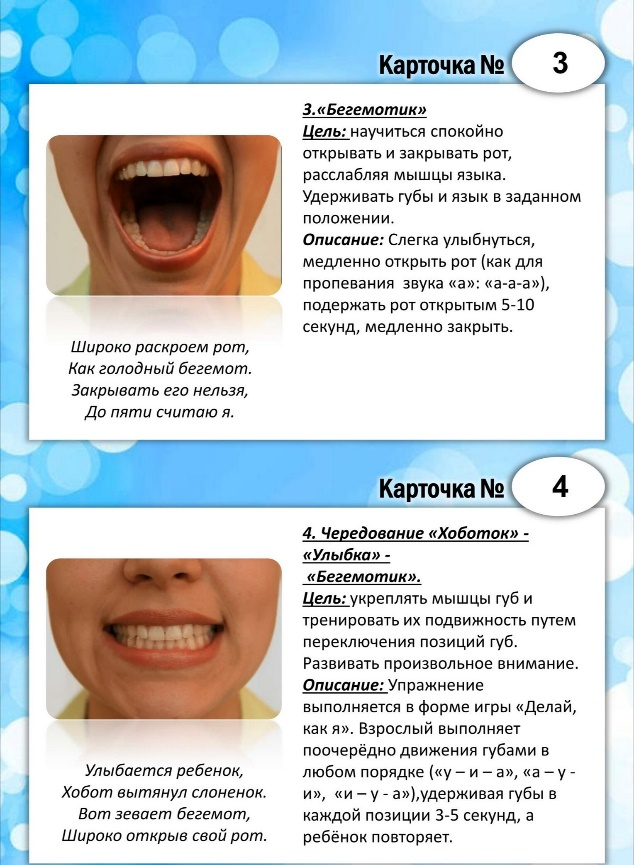 Карточка № 3
3.«Бегемотик»
Цель: научиться спокойно
открывать и закрывать рот,
расслабляя мышцы языка.
Удерживать губы и язык в заданном
положении.
Описание: Слегка улыбнуться,
медленно открыть рот (как для
пропевания звука «а»: «а-а-а»),
подержать рот открытым 5-10
секунд, медленно закрыть.
Широко раскроем рот,
Как голодный бегемот.
Закрывать его нельзя,
До пяти считаю я.
Карточка № 4
4. Чередование «Хоботок» -
«Улыбка» -
«Бегемотик».
Цель: укреплять мышцы губ и
тренировать их подвижность путем
переключения позиций губ.
Развивать произвольное внимание.
Описание: Упражнение
выполняется в форме игры «Делай,
как я». Взрослый выполняет
поочерёдно движения губами в
любом порядке («у – и – а», «а – у -
и», «и – у - а»),удерживая губы в
каждой позиции 3-5 секунд, а
ребёнок повторяет.
Улыбается ребенок,
Хобот вытянул слоненок.
Вот зевает бегемот,
Широко открыв свой рот.